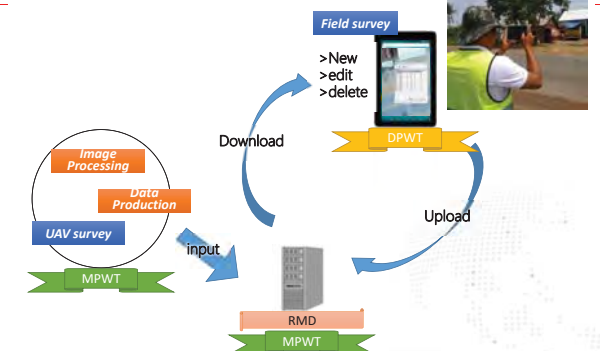 Field survey
>New
>edit
>delete
DPWT
Download
Image
Processing
Data
Production
UAV survey
MPWT
input
Upload
RMD
MPWT